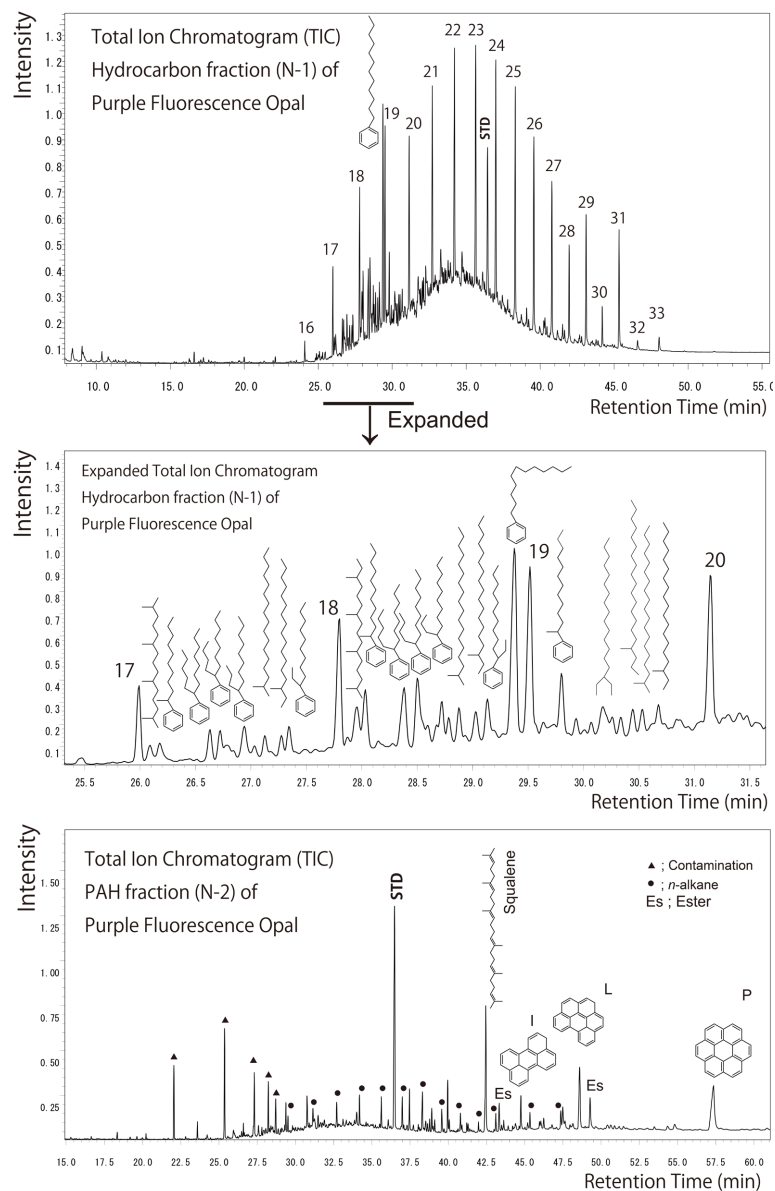 Intensity
Total Ion Chromatogram (TIC)
Hydrocarbon fraction (N-1) of
Purple Fluorescence Opal
1.3
1.2
1.1
1.0
0.9
0.8
0.7
0.6
0.5
0.4
0.3
0.2
0.1
16
17
18
19
20
21
22
23
STD
24
25
26
27
28
29
30
31
32
33
10.0 15.0 20.0 25.0 30.0 35.0 40.0 45.0 50.0 55.0
Retention Time (min)
Expanded
Intensity
Expanded Total Ion Chromatogram
Hydrocarbon fraction (N-1) of
Purple Fluorescence Opal
1.4
1.3
1.2
1.1
1.0
0.9
0.8
0.7
0.6
0.5
0.4
0.3
0.2
0.1
17
18
19
20
25.5 26.0 26.5 27.0 27.5 28.0 28.5 29.0 29.5 30.0 30.5 31.0 31.5
Retention Time (min)
Intensity
Total Ion Chromatogram (TIC)
PAH fraction (N-2) of
Purple Fluorescence Opal
1.50
1.25
1.00
0.75
0.50
0.25
STD
Squalene
▲ ; Contamination
● ; n-alkane
Es ; Ester
I
L
P
Es
Es
15.0 17.5 20.0 22.5 25.0 27.5 30.0 32.5 35.0 37.5 40.0 42.5 45.0 47.5 50.0 52.5 55.0 57.5 60.0
Retention Time (min)